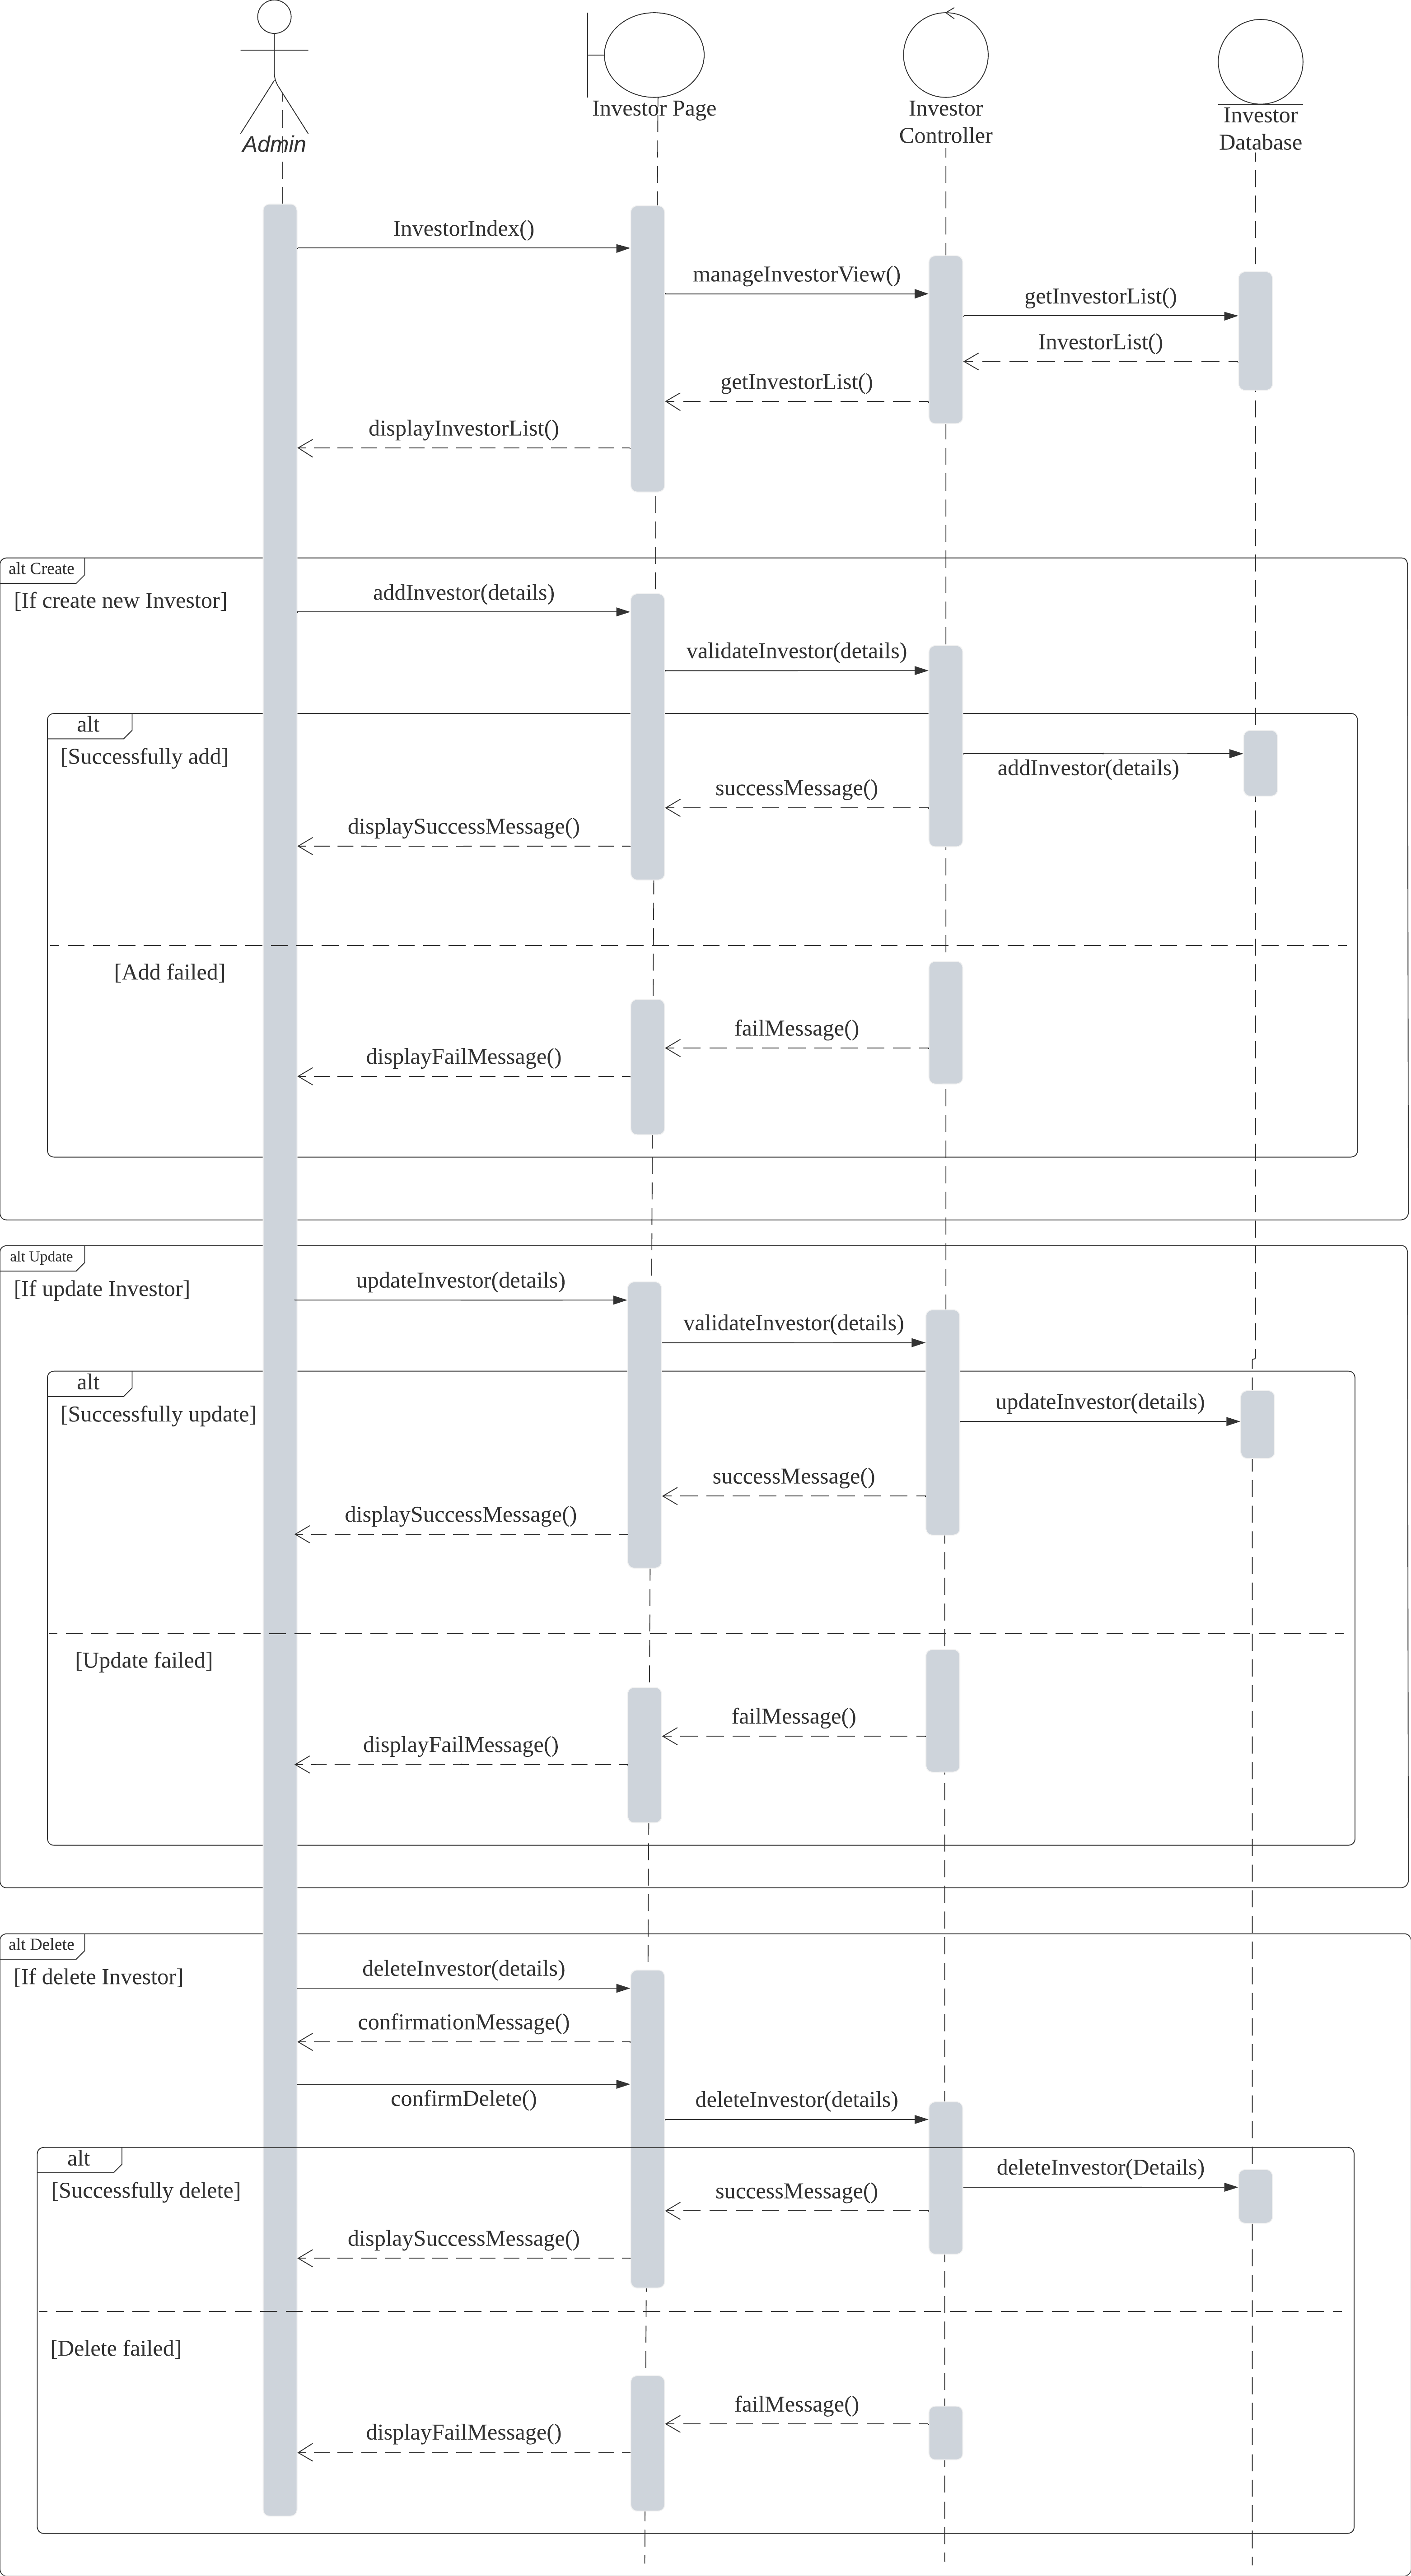 Admin
Investor Page
Investor
Controller
Investor
Database
InvestorIndex()
manageInvestorView()
getInvestorList()
InvestorList()
getInvestorList()
displayInvestorList()
alt Create
[If create new Investor]
addInvestor(details)
validateInvestor(details)
alt
[Successfully add]
addInvestor(details)
successMessage()
displaySuccessMessage()
[Add failed]
failMessage()
displayFailMessage()
alt Update
[If update Investor]
updateInvestor(details)
validateInvestor(details)
alt
[Successfully update]
updateInvestor(details)
successMessage()
displaySuccessMessage()
[Update failed]
failMessage()
displayFailMessage()
alt Delete
[If delete Investor]
deleteInvestor(details)
confirmationMessage()
confirmDelete()
deleteInvestor(details)
alt
[Successfully delete]
deleteInvestor(Details)
successMessage()
displaySuccessMessage()
[Delete failed]
failMessage()
displayFailMessage()